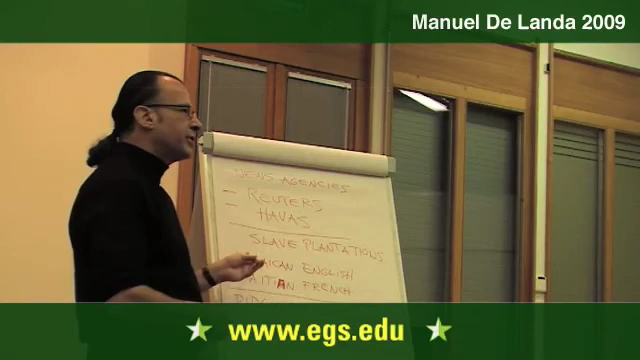 Manuel De Landa 2009
NEWS AGENCIES
— REUTERS
— HAVAS
SLAVE PLANTATIONS
ENGLISH
FRENCH
www.egs.edu